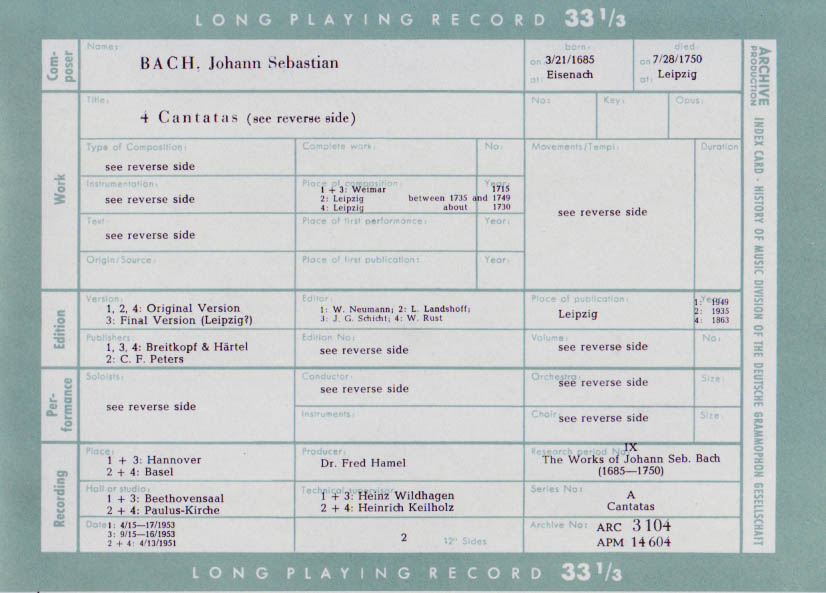 LONG PLAYING RECORD 33 1/3
Com-
poser
Name:
BACH, Johann Sebastian
born:
on 3/21/1685
at: Eisenach
died:
on 7/28/1750
at: Leipzig
Work
Title:
4 Cantatas (see reverse side)
No:
Key:
Opus:
Type of Composition:
see reverse side
Complete work:
No:
Movements/Tempi:
see reverse side
Duration
Instrumentation:
see reverse side
Place of composition:
Year:
1 + 3: Weimar 1715
2: Leipzig between 1735 and 1749
4: Leipzig about 1730
Text:
see reverse side
Place of first performance:
Year:
Origin/Source:
Place of first publication:
Year:
Edition
Version:
1, 2, 4: Original Version
3: Final Version (Leipzig?)
Editor:
1: W. Neumann; 2: L. Landshoff;
3: J. G. Schicht; 4: W. Rust
Place of publication:
Leipzig
Year:
1: 1949
2: 1935
4: 1863
Publishers:
1, 3, 4: Breitkopf & Härtel
2: C. F. Peters
Edition No:
see reverse side
Volume:
see reverse side
No:
Per-
formance
Soloists:
see reverse side
Conductor:
see reverse side
Orchestra:
see reverse side
Size:
Instruments:
Choir:
see reverse side
Size:
Recording
Place:
1 + 3: Hannover
2 + 4: Basel
Producer:
Dr. Fred Hamel
Research period No:
IX
The Works of Johann Seb. Bach
(1685—1750)
Hall or studio:
1 + 3: Beethovensaal
2 + 4: Paulus-Kirche
Technical supervisor:
1 + 3: Heinz Wildhagen
2 + 4: Heinrich Keilholz
Series No:
A
Cantatas
Date:
1: 4/15—17/1953
3: 9/15—16/1953
2 + 4: 4/13/1951
2
12" Sides
Archive No:
ARC 3104
APM 14604
ARCHIVE
PRODUCTION
INDEX CARD · HISTORY OF MUSIC DIVISION OF THE DEUTSCHE GRAMMOPHON GESELLSCHAFT
LONG PLAYING RECORD 33 1/3